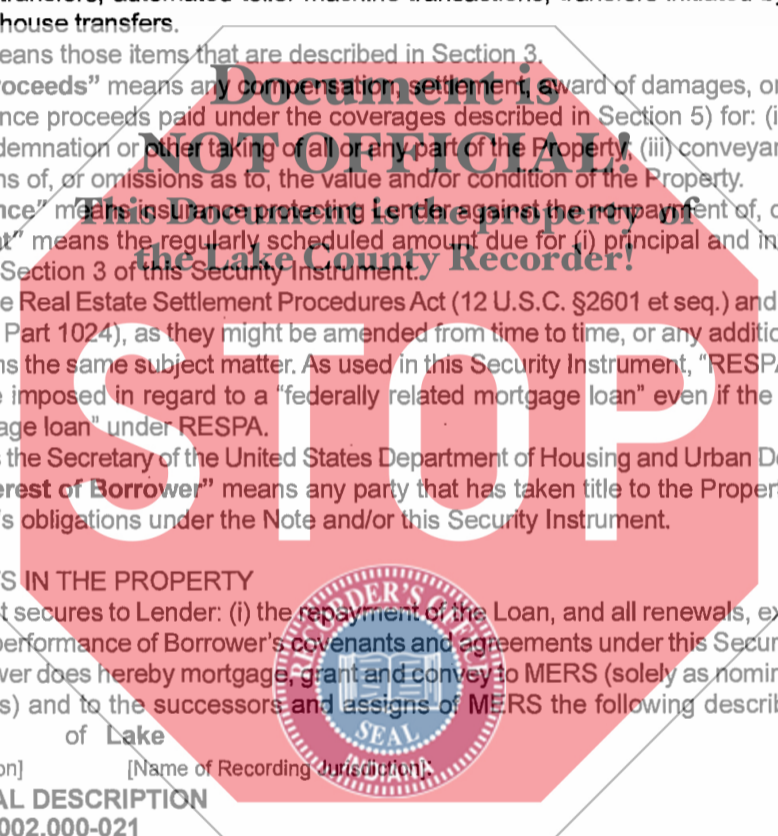 house transfers.
eans those items that are described in Section 3.
roceeds” means any compensation, settlement, award of damages, or
nce proceeds paid under the coverages described in Section 5) for: (i
demnation or other taking of all or any part of the Property; (iii) conveyan
ns of, or omissions as to, the value and/or condition of the Property.
nce” means insurance protecting Lender against the nonpayment of, o
t” means the regularly scheduled amount due for (i) principal and in
Section 3 of this Security Instrument.
e Real Estate Settlement Procedures Act (12 U.S.C. §2601 et seq.) and
Part 1024), as they might be amended from time to time, or any additio
ns the same subject matter. As used in this Security Instrument, “RESPA
e imposed in regard to a “federally related mortgage loan” even if the
age loan” under RESPA.
s the Secretary of the United States Department of Housing and Urban De
erest of Borrower” means any party that has taken title to the Propert
’s obligations under the Note and/or this Security Instrument.
S IN THE PROPERTY
t secures to Lender: (i) the repayment of the Loan, and all renewals, ex
performance of Borrower’s covenants and agreements under this Secur
wer does hereby mortgage, grant and convey to MERS (solely as nomin
s) and to the successors and assigns of MERS the following describ
of Lake
on] [Name of Recording Jurisdiction]:
AL DESCRIPTION
002.000-021
Document is
NOT OFFICIAL!
This Document is the property of
the Lake County Recorder!
STOP
SEAL
INDIANA